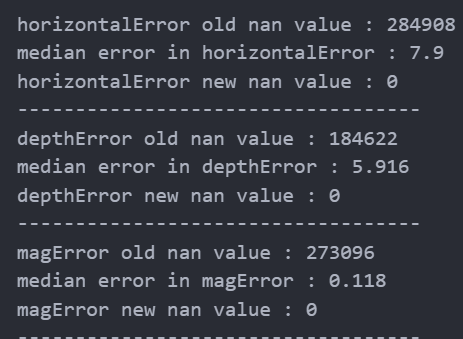 horizontalError old nan value : 284908
median error in horizontalError : 7.9
horizontalError new nan value : 0
-----------------------------------
depthError old nan value : 184622
median error in depthError : 5.916
depthError new nan value : 0
-----------------------------------
magError old nan value : 273096
median error in magError : 0.118
magError new nan value : 0
-----------------------------------